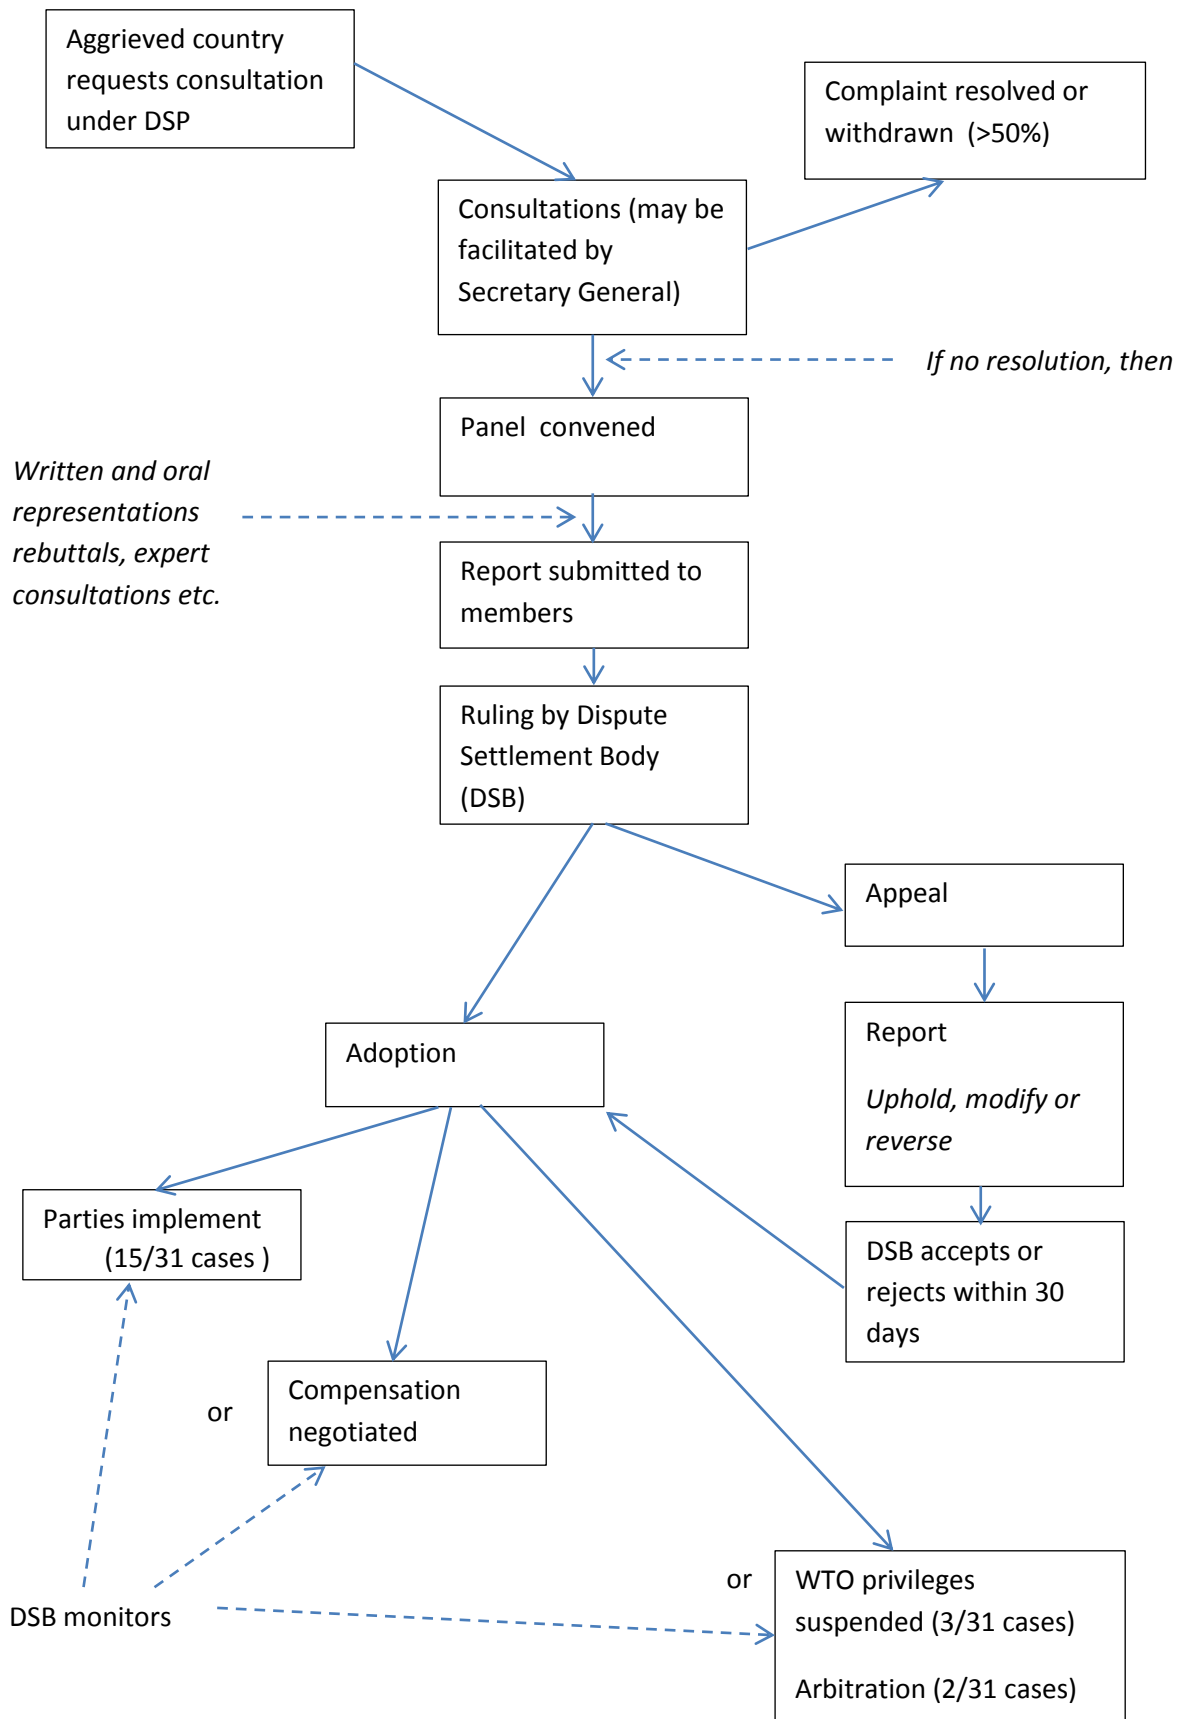 Aggrieved country
requests consultation
under DSP
Complaint resolved or
withdrawn (>50%)
Consultations (may be
facilitated by
Secretary General)
If no resolution, then
Panel convened
Written and oral
representations
rebuttals, expert
consultations etc.
Report submitted to
members
Ruling by Dispute
Settlement Body
(DSB)
Appeal
Adoption
Report
Uphold, modify or
reverse
Parties implement
(15/31 cases )
DSB accepts or
rejects within 30
days
or
Compensation
negotiated
DSB monitors
or
WTO privileges
suspended (3/31 cases)
Arbitration (2/31 cases)